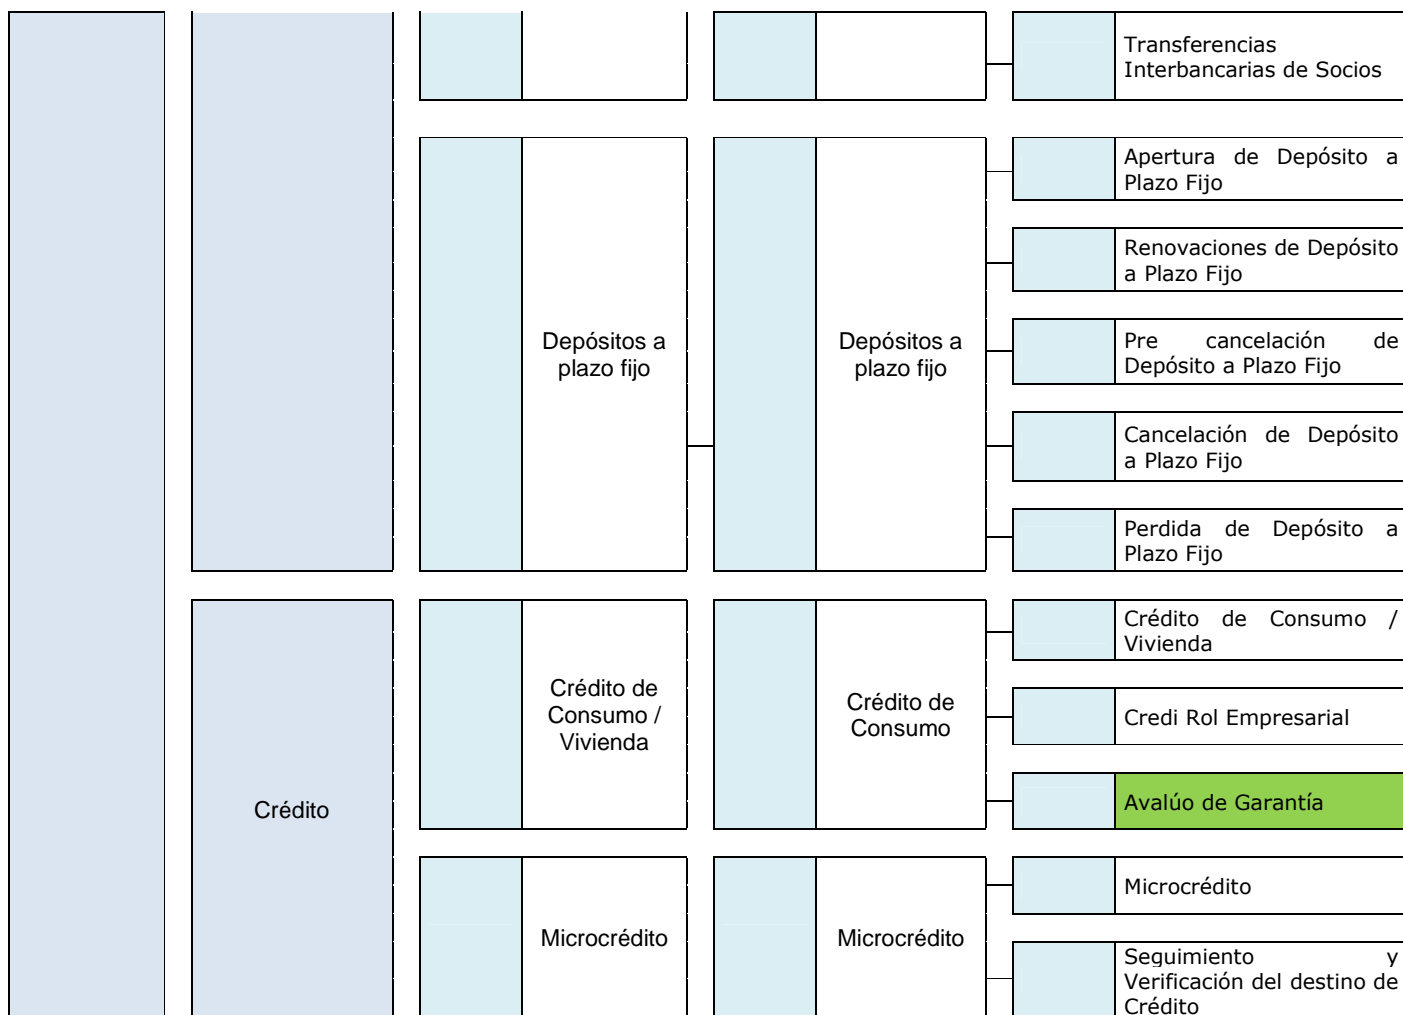 Transferencias
Interbancarias de Socios
Apertura de Depósito a
Plazo Fijo
Renovaciones de Depósito
a Plazo Fijo
Depósitos a
plazo fijo
Depósitos a
plazo fijo
Pre cancelación de
Depósito a Plazo Fijo
Cancelación de Depósito
a Plazo Fijo
Perdida de Depósito a
Plazo Fijo
Crédito
Crédito de
Consumo /
Vivienda
Crédito de
Consumo
Crédito de Consumo /
Vivienda
Credi Rol Empresarial
Avalúo de Garantía
Microcrédito
Microcrédito
Microcrédito
Seguimiento y
Verificación del destino de
Crédito